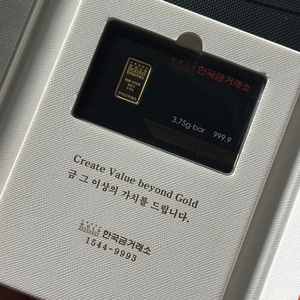 한국금거래소
3.75g-bar 999.9
Create Value beyond Gold
금 그 이상의 가치를 드립니다.
한국금거래소
1544-9993